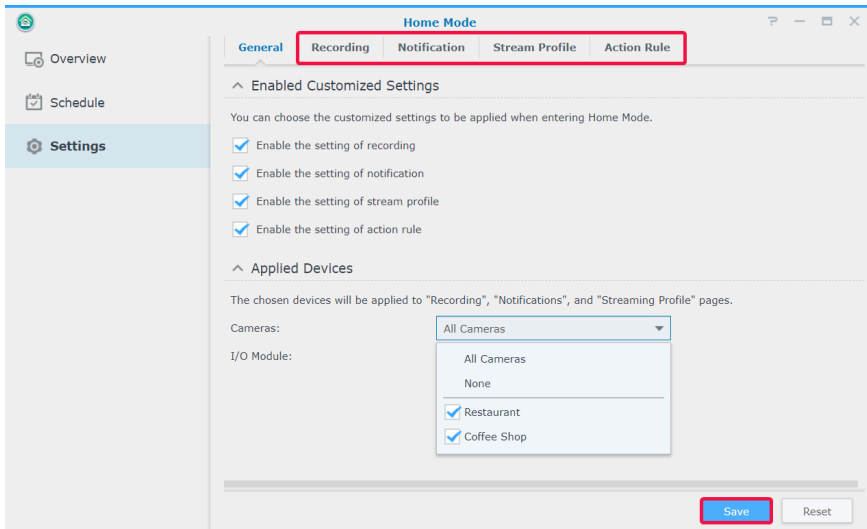 Home Mode
Overview
Schedule
Settings
General Recording Notification Stream Profile Action Rule
Enabled Customized Settings
You can choose the customized settings to be applied when entering Home Mode.
Enable the setting of recording
Enable the setting of notification
Enable the setting of stream profile
Enable the setting of action rule
Applied Devices
The chosen devices will be applied to "Recording", "Notifications", and "Streaming Profile" pages.
Cameras: All Cameras
I/O Module:
All Cameras
None
Restaurant
Coffee Shop
Save Reset